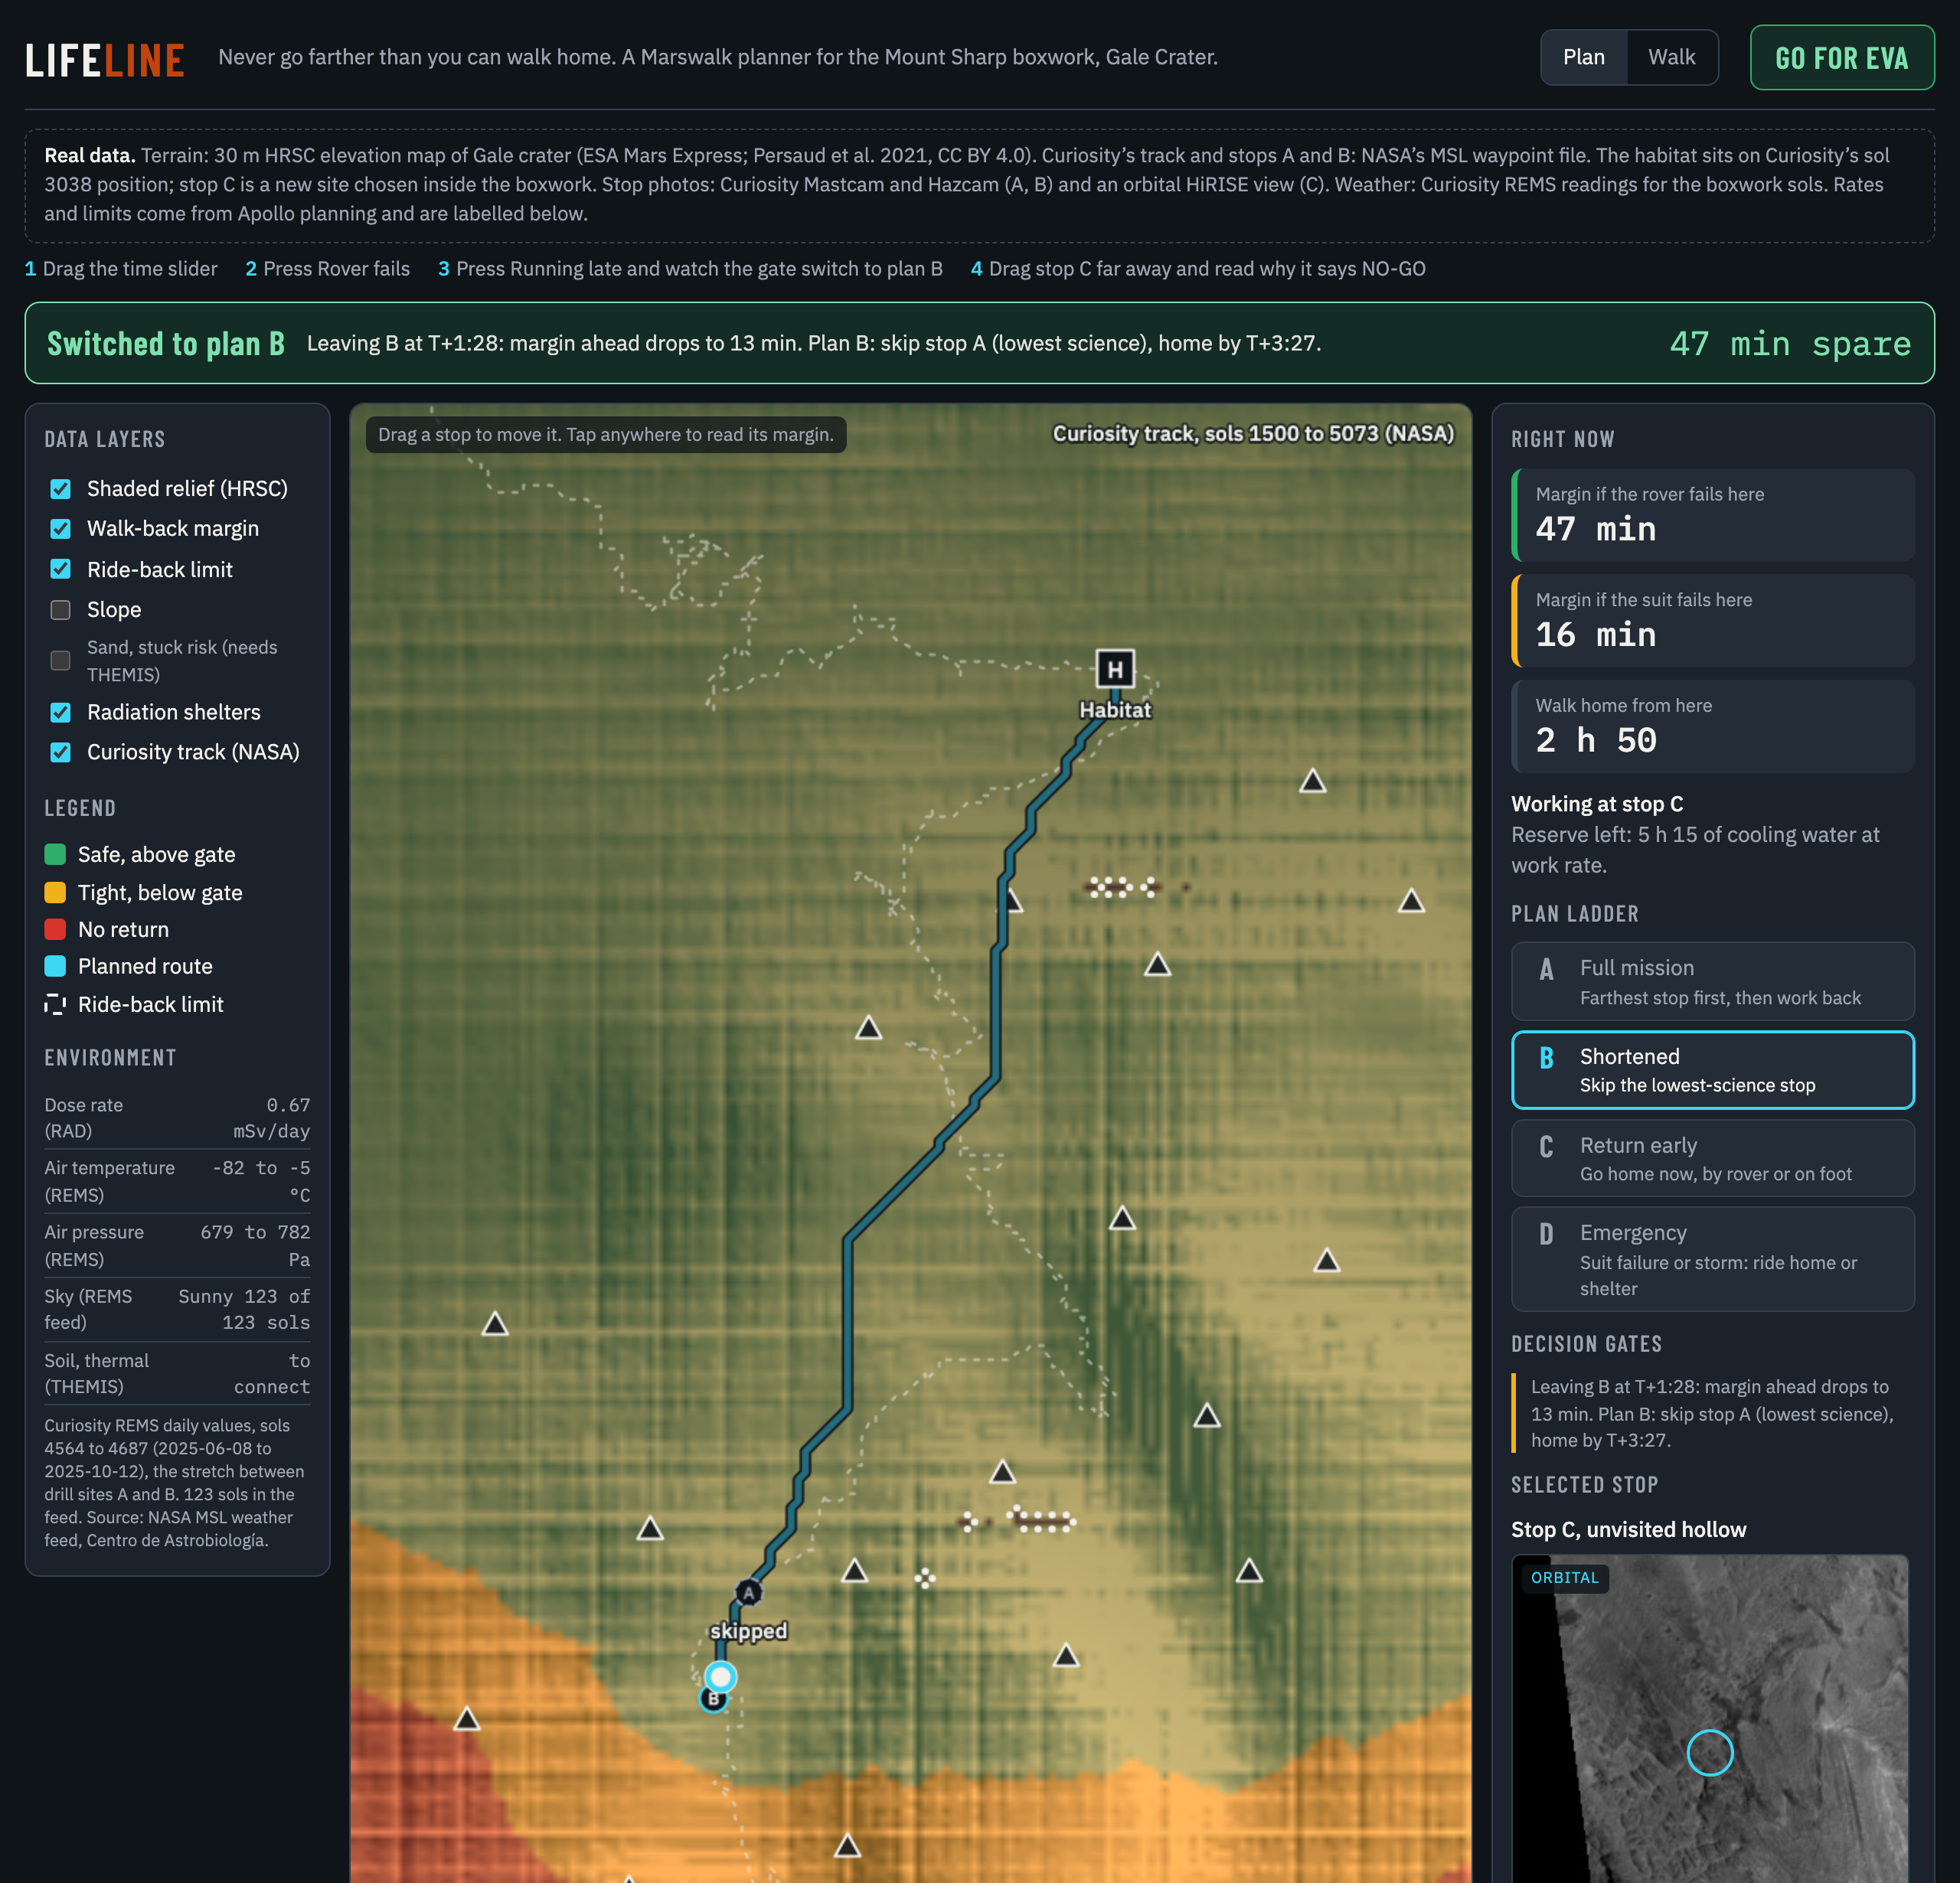 LIFELINE
Never go farther than you can walk home. A Marswalk planner for the Mount Sharp boxwork, Gale Crater.
Plan
Walk
GO FOR EVA
Real data. Terrain: 30 m HRSC elevation map of Gale crater (ESA Mars Express; Persaud et al. 2021, CC BY 4.0). Curiosity’s track and stops A and B: NASA’s MSL waypoint file. The habitat sits on Curiosity’s sol
3038 position; stop C is a new site chosen inside the boxwork. Stop photos: Curiosity Mastcam and Hazcam (A, B) and an orbital HiRISE view (C). Weather: Curiosity REMS readings for the boxwork sols. Rates
and limits come from Apollo planning and are labelled below.
1 Drag the time slider 2 Press Rover fails 3 Press Running late and watch the gate switch to plan B 4 Drag stop C far away and read why it says NO-GO
Switched to plan B Leaving B at T+1:28: margin ahead drops to 13 min. Plan B: skip stop A (lowest science), home by T+3:27. 47 min spare
DATA LAYERS
Shaded relief (HRSC)
Walk-back margin
Ride-back limit
Slope
Sand, stuck risk (needs
THEMIS)
Radiation shelters
Curiosity track (NASA)
LEGEND
Safe, above gate
Tight, below gate
No return
Planned route
Ride-back limit
ENVIRONMENT
Dose rate 0.67
(RAD) mSv/day
Air temperature -82 to -5
(REMS) °C
Air pressure 679 to 782
(REMS) Pa
Sky (REMS Sunny 123 of
feed) 123 sols
Soil, thermal to
(THEMIS) connect
Curiosity REMS daily values, sols
4564 to 4687 (2025-06-08 to
2025-10-12), the stretch between
drill sites A and B. 123 sols in the
feed. Source: NASA MSL weather
feed, Centro de Astrobiología.
Drag a stop to move it. Tap anywhere to read its margin.
Curiosity track, sols 1500 to 5073 (NASA)
H
Habitat
A
skipped
B
RIGHT NOW
Margin if the rover fails here
47 min
Margin if the suit fails here
16 min
Walk home from here
2 h 50
Working at stop C
Reserve left: 5 h 15 of cooling water at
work rate.
PLAN LADDER
A Full mission
Farthest stop first, then work back
B Shortened
Skip the lowest-science stop
C Return early
Go home now, by rover or on foot
D Emergency
Suit failure or storm: ride home or
shelter
DECISION GATES
Leaving B at T+1:28: margin ahead drops to
13 min. Plan B: skip stop A (lowest science),
home by T+3:27.
SELECTED STOP
Stop C, unvisited hollow
ORBITAL